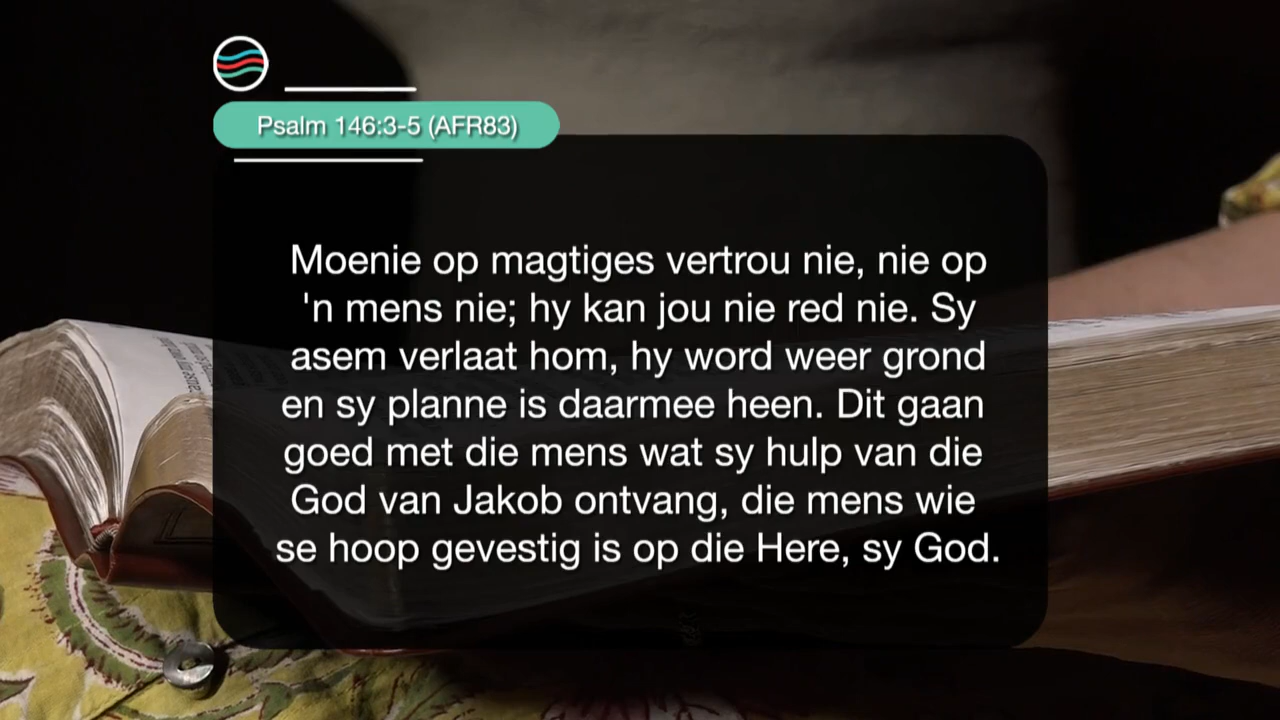 Psalm 146:3-5 (AFR83)
Moenie op magtiges vertrou nie, nie op
'n mens nie; hy kan jou nie red nie. Sy
asem verlaat hom, hy word weer grond
en sy planne is daarmee heen. Dit gaan
goed met die mens wat sy hulp van die
God van Jakob ontvang, die mens wie
se hoop gevestig is op die Here, sy God.